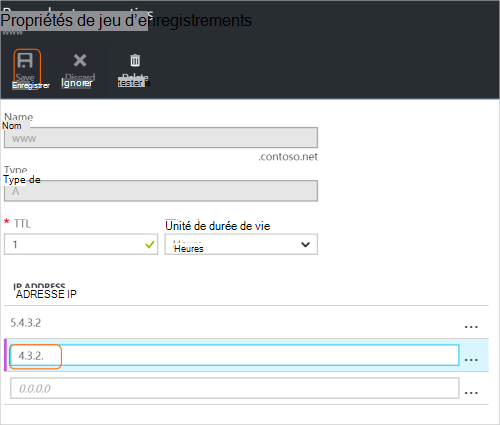 Propriétés de jeu d'enregistrements
www
Save Discard Delete
Enregistrer Ignorer
Name
Nom
www
.contoso.net
Type
Type de
A
* TTL
Unité de durée de vie
1
Heures
IP ADDRESS
ADRESSE IP
5.4.3.2
...
4.3.2.
...
0.0.0.0
...